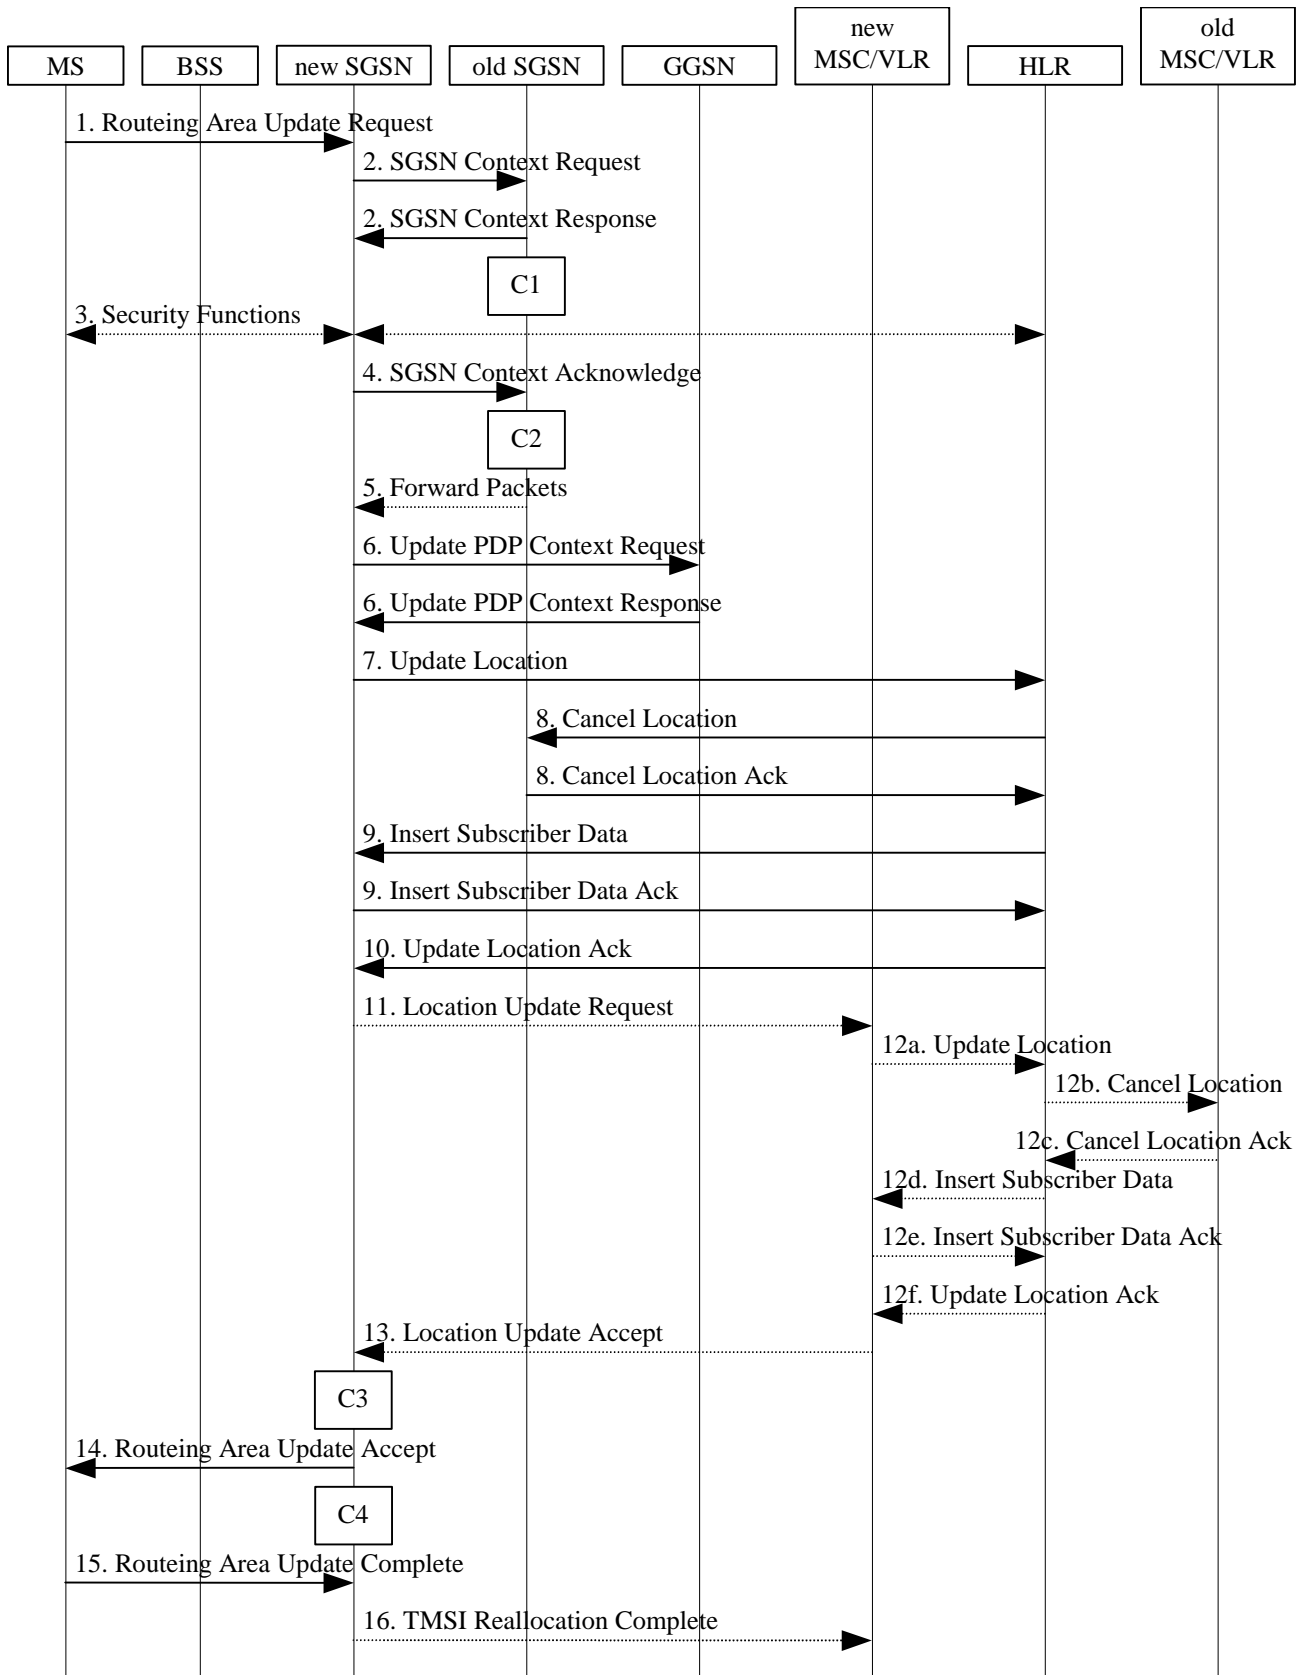 new
MSC/VLR
old
MSC/VLR
MS
BSS
new SGSN
old SGSN
GGSN
HLR
1. Routeing Area Update Request
2. SGSN Context Request
2. SGSN Context Response
C1
3. Security Functions
4. SGSN Context Acknowledge
C2
5. Forward Packets
6. Update PDP Context Request
6. Update PDP Context Response
7. Update Location
8. Cancel Location
8. Cancel Location Ack
9. Insert Subscriber Data
9. Insert Subscriber Data Ack
10. Update Location Ack
11. Location Update Request
12a. Update Location
12b. Cancel Location
12c. Cancel Location Ack
12d. Insert Subscriber Data
12e. Insert Subscriber Data Ack
12f. Update Location Ack
13. Location Update Accept
C3
14. Routeing Area Update Accept
C4
15. Routeing Area Update Complete
16. TMSI Reallocation Complete